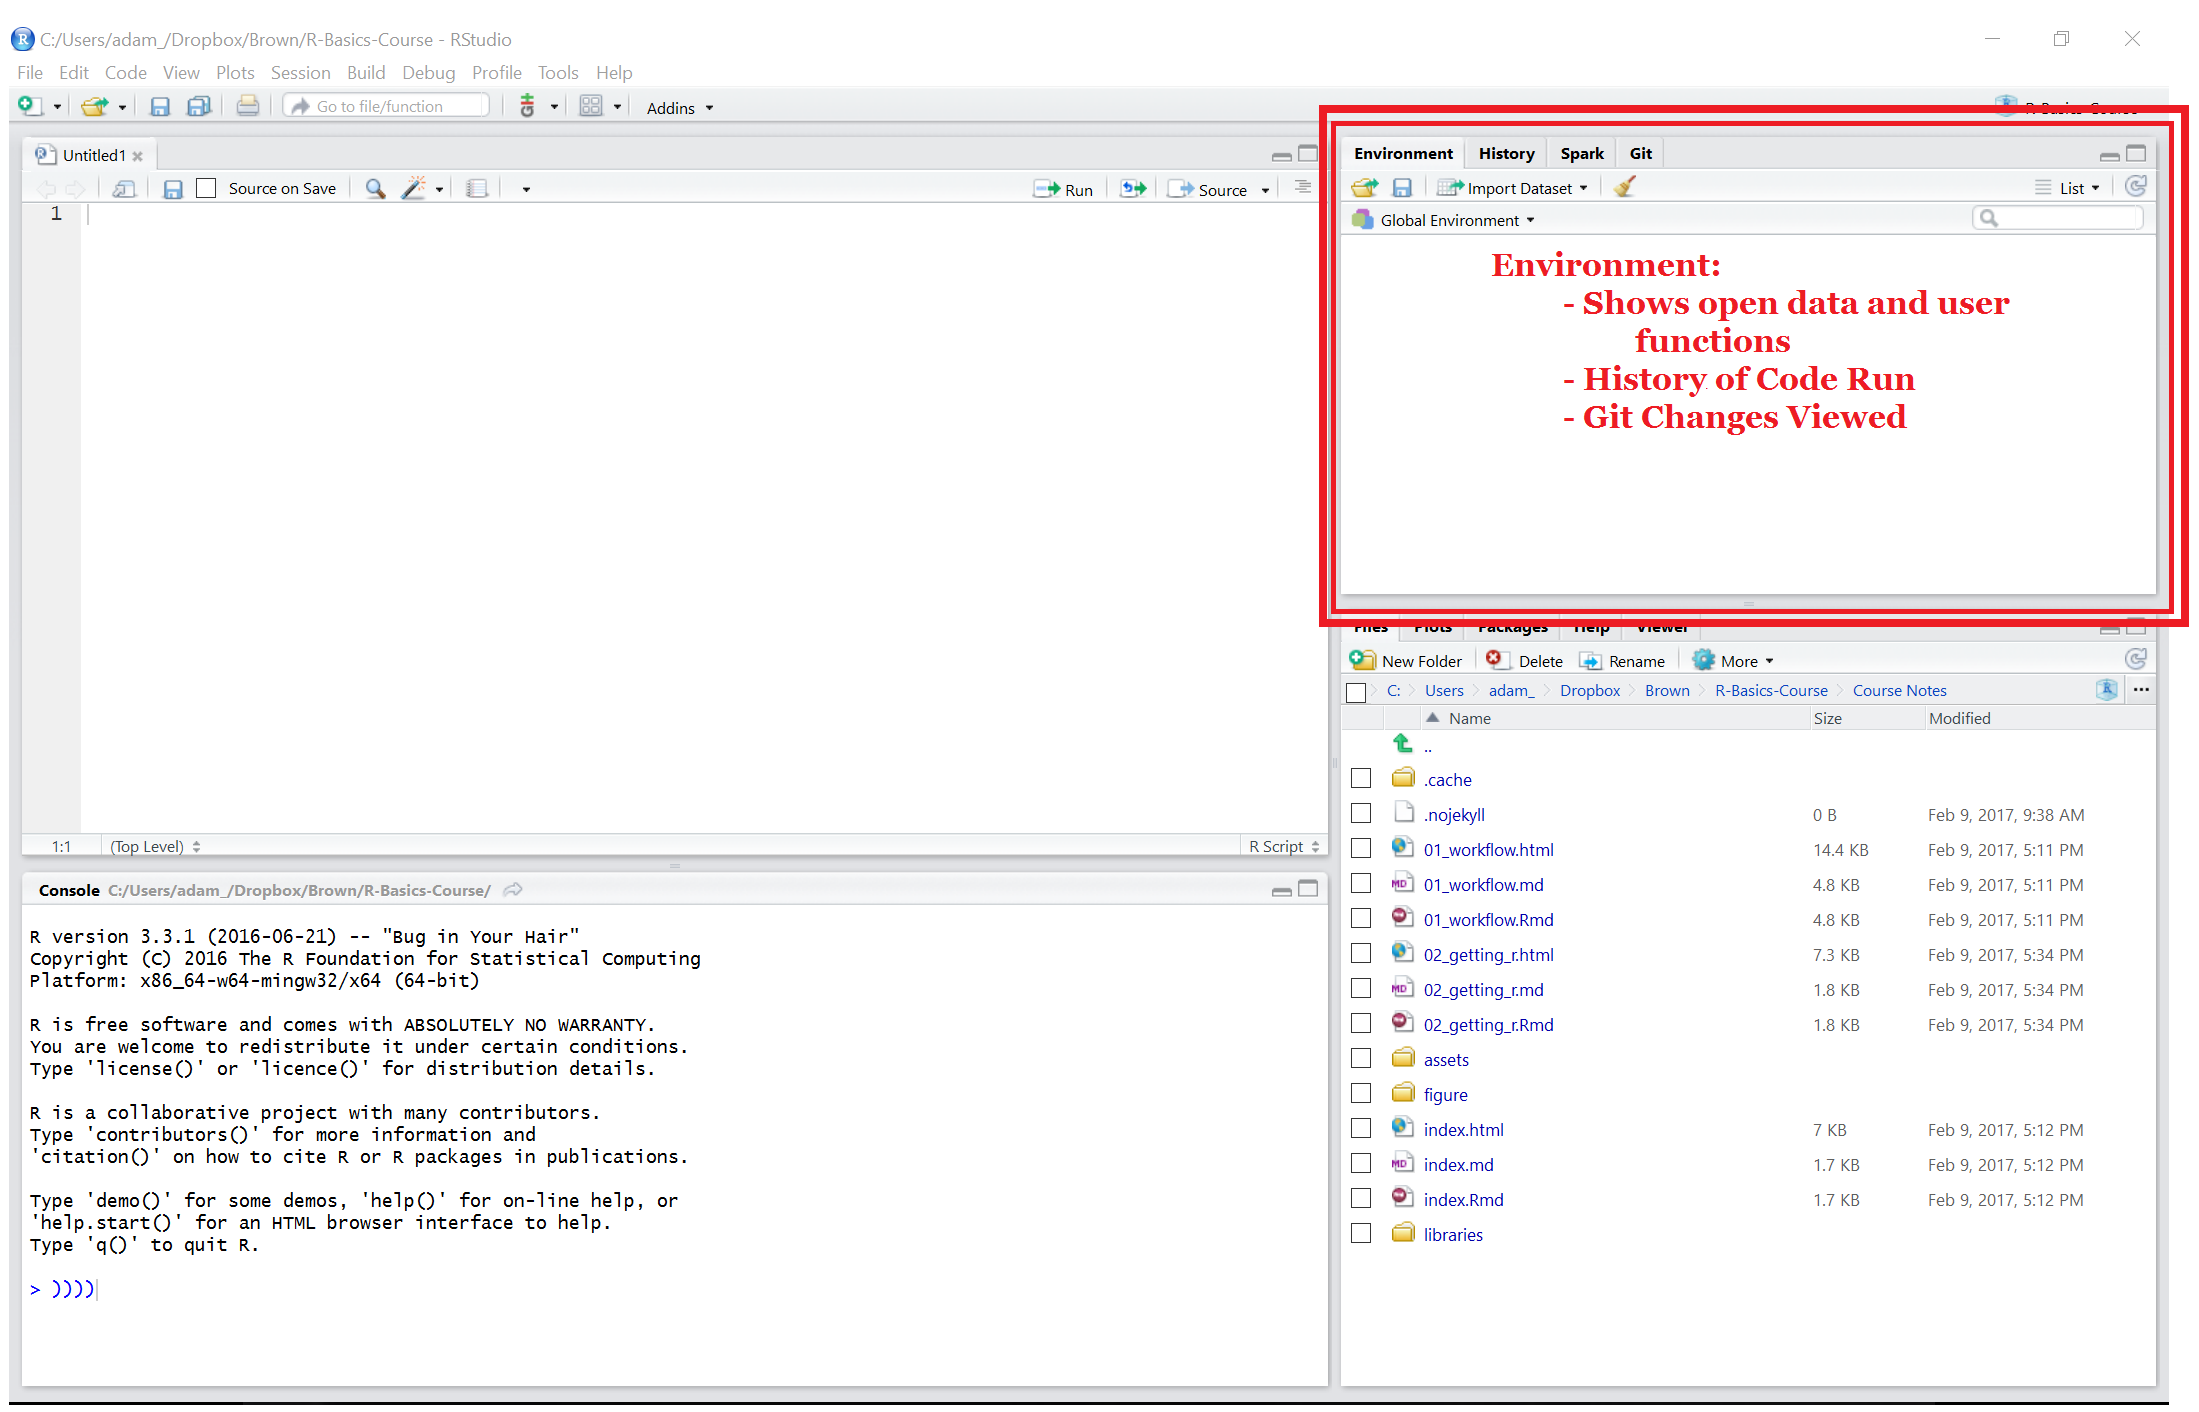 C:/Users/adam_/Dropbox/Brown/R-Basics-Course - RStudio
File Edit Code View Plots Session Build Debug Profile Tools Help
Go to file/function Addins R-Basics-Course
Untitled1
Source on Save Run Source
1
1:1 (Top Level) R Script
Console C:/Users/adam_/Dropbox/Brown/R-Basics-Course/
R version 3.3.1 (2016-06-21) -- "Bug in Your Hair"
Copyright (C) 2016 The R Foundation for Statistical Computing
Platform: x86_64-w64-mingw32/x64 (64-bit)
R is free software and comes with ABSOLUTELY NO WARRANTY.
You are welcome to redistribute it under certain conditions.
Type 'license()' or 'licence()' for distribution details.
R is a collaborative project with many contributors.
Type 'contributors()' for more information and
'citation()' on how to cite R or R packages in publications.
Type 'demo()' for some demos, 'help()' for on-line help, or
'help.start()' for an HTML browser interface to help.
Type 'q()' to quit R.
> ))))
Environment History Spark Git
Import Dataset List
Global Environment
Environment:
- Shows open data and user
functions
- History of Code Run
- Git Changes Viewed
Files Plots Packages Help Viewer
New Folder Delete Rename More
C: Users adam_ Dropbox Brown R-Basics-Course Course Notes ...
Name Size Modified
..
.cache
.nojekyll 0 B Feb 9, 2017, 9:38 AM
01_workflow.html 14.4 KB Feb 9, 2017, 5:11 PM
MD 01_workflow.md 4.8 KB Feb 9, 2017, 5:11 PM
01_workflow.Rmd 4.8 KB Feb 9, 2017, 5:11 PM
02_getting_r.html 7.3 KB Feb 9, 2017, 5:34 PM
MD 02_getting_r.md 1.8 KB Feb 9, 2017, 5:34 PM
02_getting_r.Rmd 1.8 KB Feb 9, 2017, 5:34 PM
assets
figure
index.html 7 KB Feb 9, 2017, 5:12 PM
MD index.md 1.7 KB Feb 9, 2017, 5:12 PM
index.Rmd 1.7 KB Feb 9, 2017, 5:12 PM
libraries